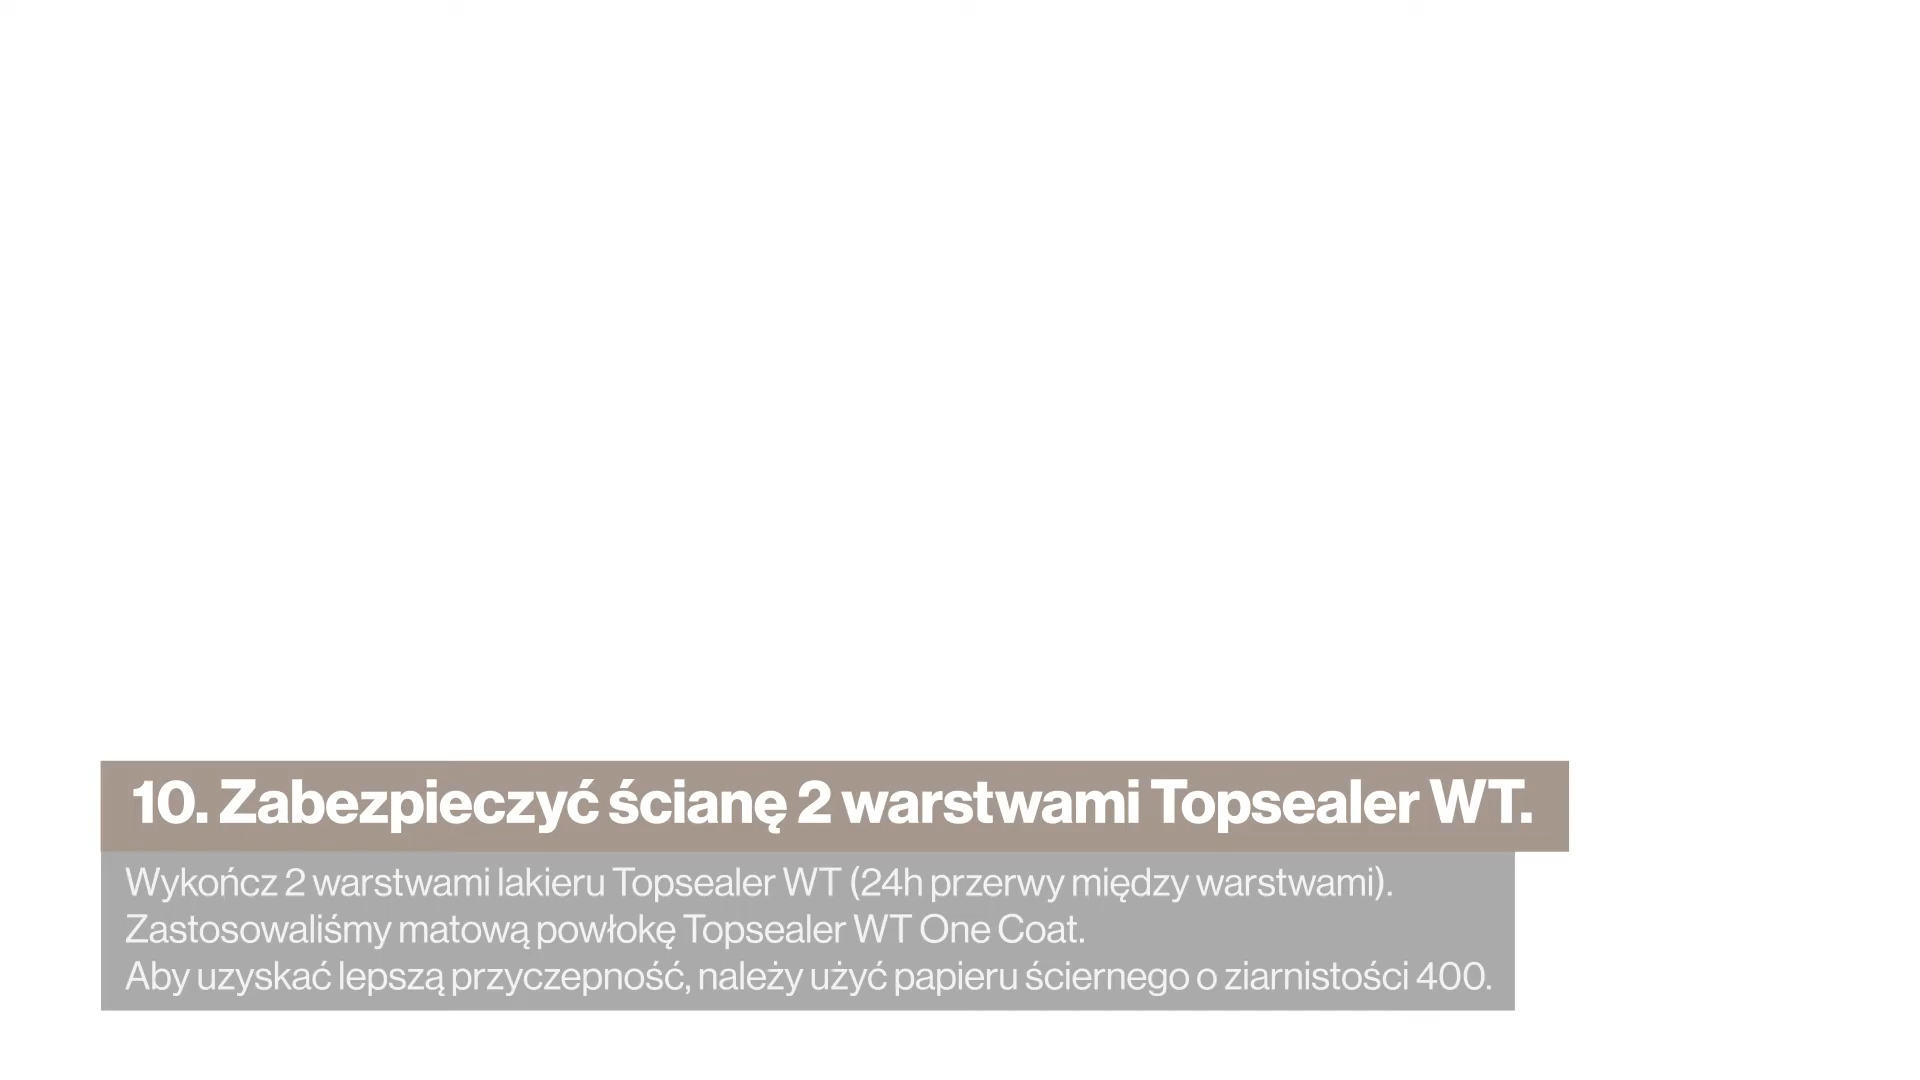 10. Zabezpieczyć ścianę 2 warstwami Topsealer WT.
Wykończ 2 warstwami lakieru Topsealer WT (24h przerwy między warstwami).
Zastosowaliśmy matową powłokę Topsealer WT One Coat.
Aby uzyskać lepszą przyczepność, należy użyć papieru ściernego o ziarnistości 400.